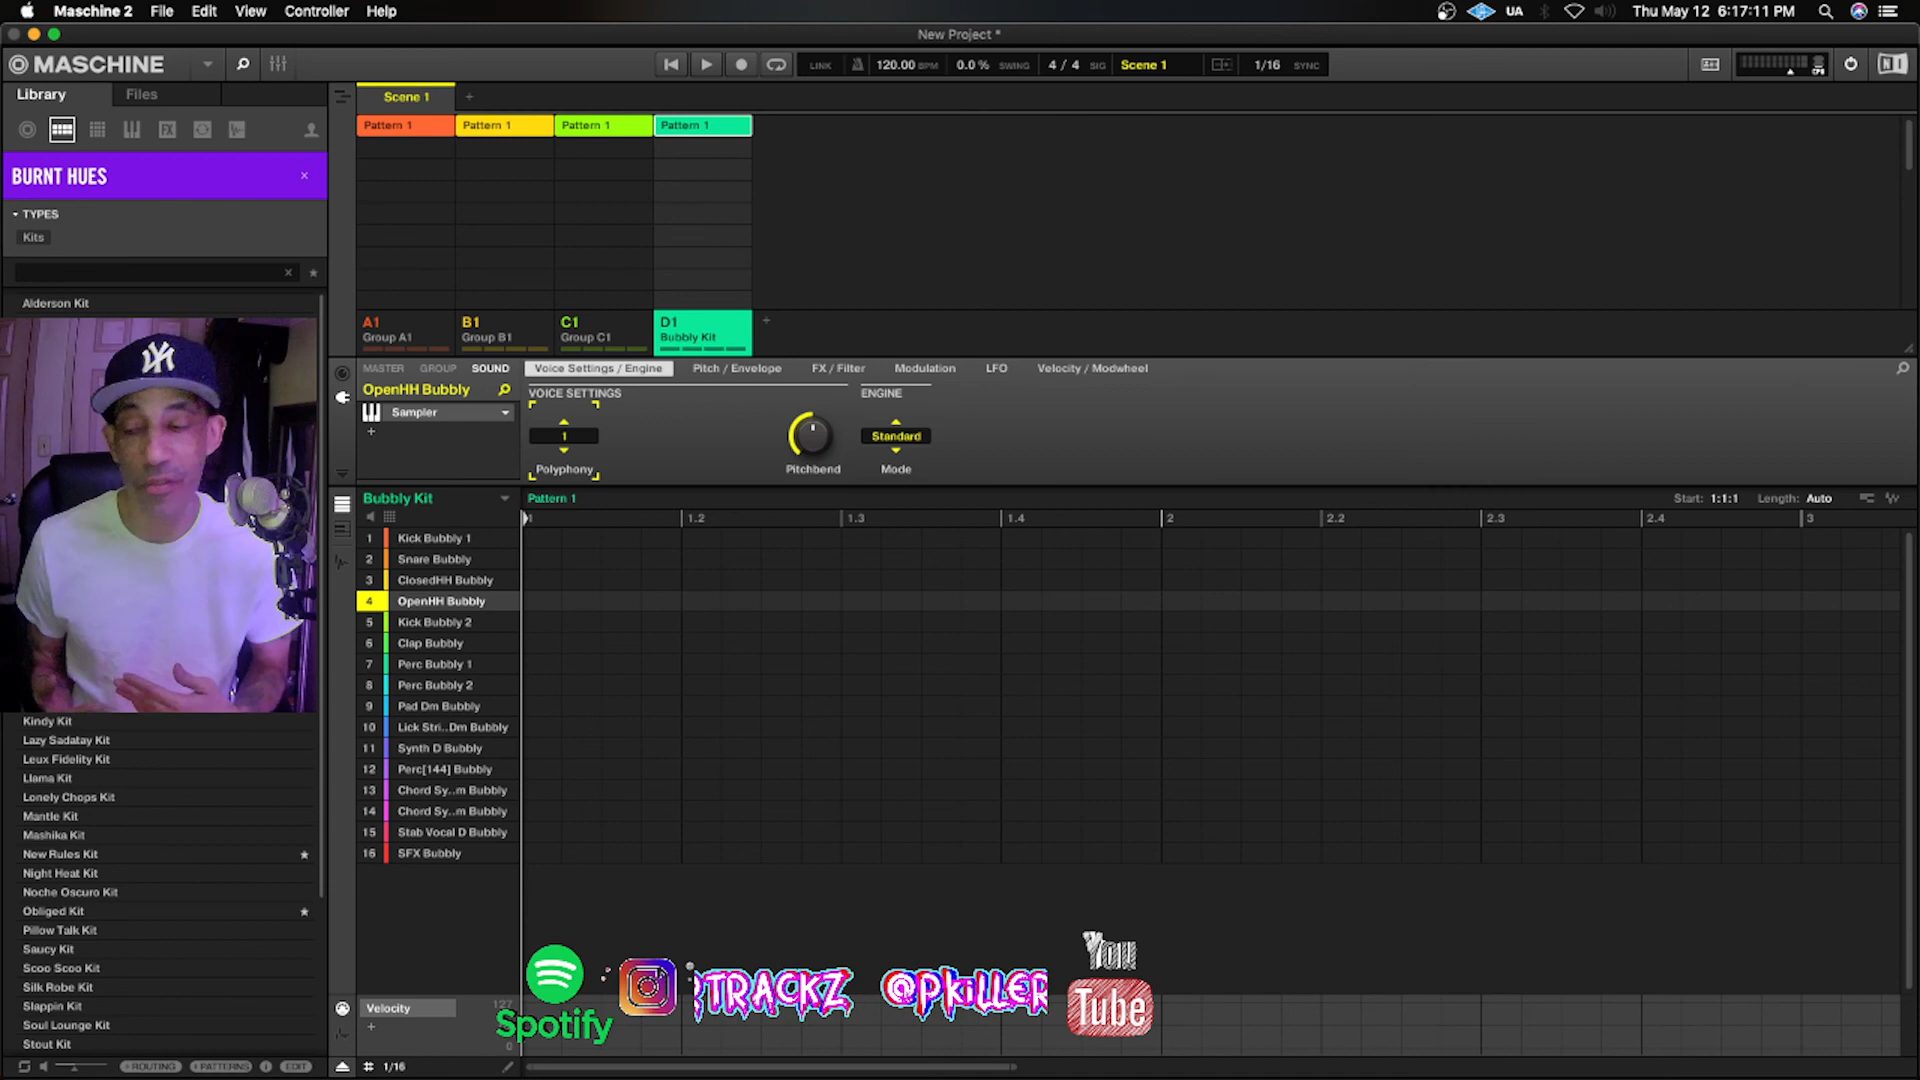 Maschine 2 File Edit View Controller Help UA Thu May 12 6:17:11 PM
New Project *
MASCHINE LINK 120.00 BPM 0.0 % SWING 4 / 4 SIG Scene 1 1/16 SYNC
Library Files
Scene 1 +
Pattern 1 Pattern 1 Pattern 1 Pattern 1
FX
BURNT HUES ×
TYPES
Kits
Alderson Kit
A1 B1 C1 D1 +
Group A1 Group B1 Group C1 Bubbly Kit
MASTER GROUP SOUND Voice Settings / Engine Pitch / Envelope FX / Filter Modulation LFO Velocity / Modwheel
OpenHH Bubbly VOICE SETTINGS ENGINE
Sampler
+
1 Standard
Polyphony Pitchbend Mode
Bubbly Kit Pattern 1 Start: 1:1:1 Length: Auto
1 1.2 1.3 1.4 2 2.2 2.3 2.4 3
1 Kick Bubbly 1
2 Snare Bubbly
3 ClosedHH Bubbly
4 OpenHH Bubbly
5 Kick Bubbly 2
6 Clap Bubbly
7 Perc Bubbly 1
8 Perc Bubbly 2
9 Pad Dm Bubbly
10 Lick Stri..Dm Bubbly
11 Synth D Bubbly
12 Perc[144] Bubbly
13 Chord Sy..m Bubbly
14 Chord Sy..m Bubbly
15 Stab Vocal D Bubbly
16 SFX Bubbly
Kindy Kit
Lazy Sadatay Kit
Leux Fidelity Kit
Llama Kit
Lonely Chops Kit
Mantle Kit
Mashika Kit
New Rules Kit
Night Heat Kit
Noche Oscuro Kit
Obliged Kit
Pillow Talk Kit
Saucy Kit
Scoo Scoo Kit
Silk Robe Kit
Slappin Kit
Soul Lounge Kit
Stout Kit
Velocity 127
+
0
Spotify
TRACKZ @PKiLLER
You
Tube
+ROUTING +PATTERNS EDIT 1/16